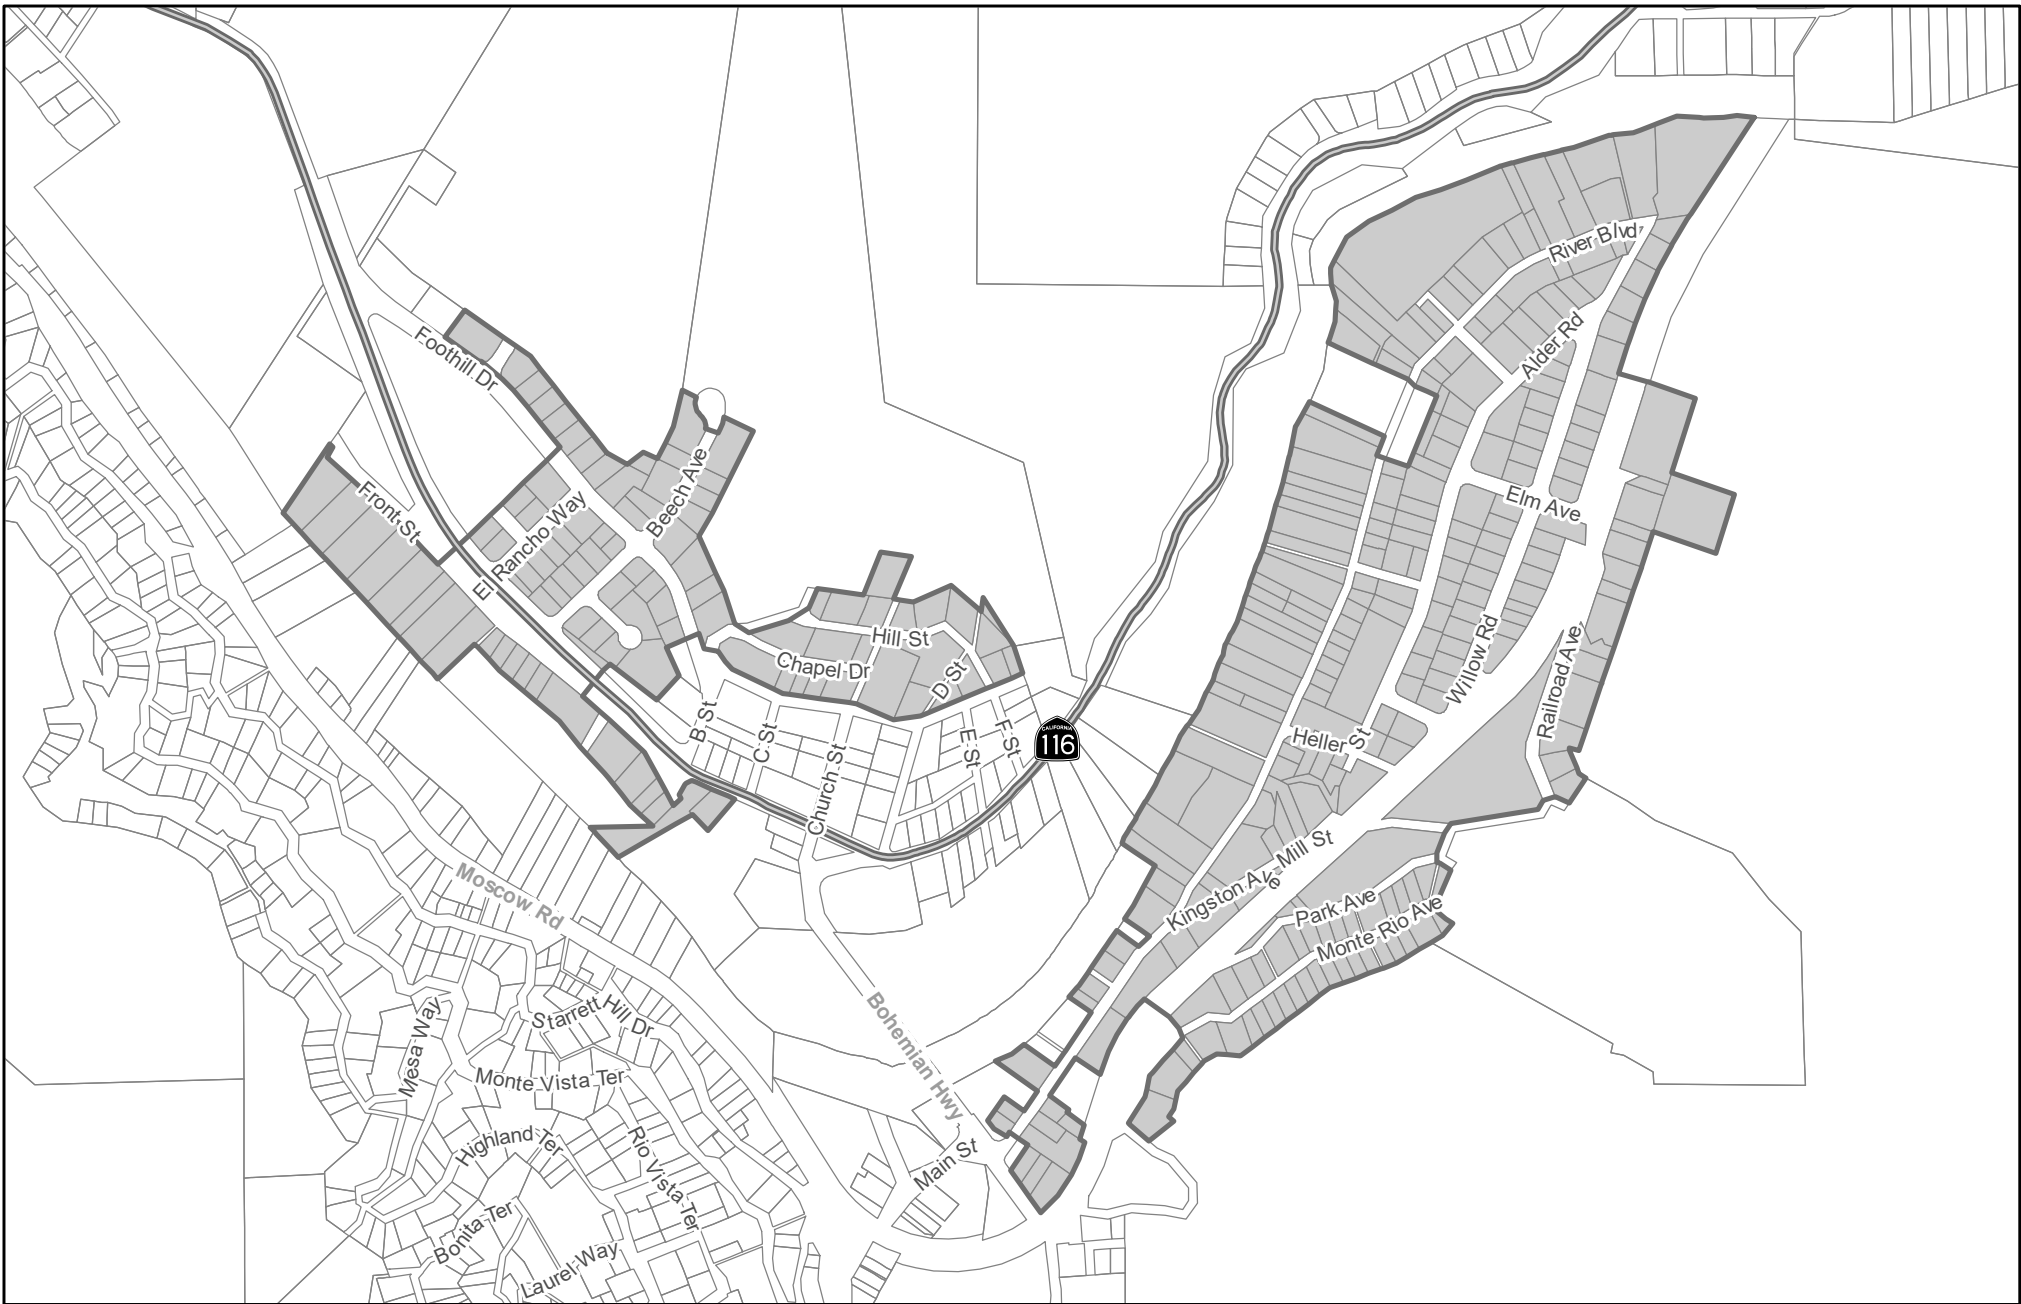 River Blvd
Alder Rd
Foothill Dr
Beech Ave
Elm Ave
Front St
El Rancho Way
Hill St
Chapel Dr
D St
Willow Rd
Railroad Ave
B St
C St
Church St
E St
F St
CALIFORNIA
116
Heller St
Mill St
Kingston Ave
Park Ave
Monte Rio Ave
Moscow Rd
Starrett Hill Dr
Mesa Way
Bohemian Hwy
Monte Vista Ter
Highland Ter
Rio Vista Ter
Main St
Bonita Ter
Laurel Way